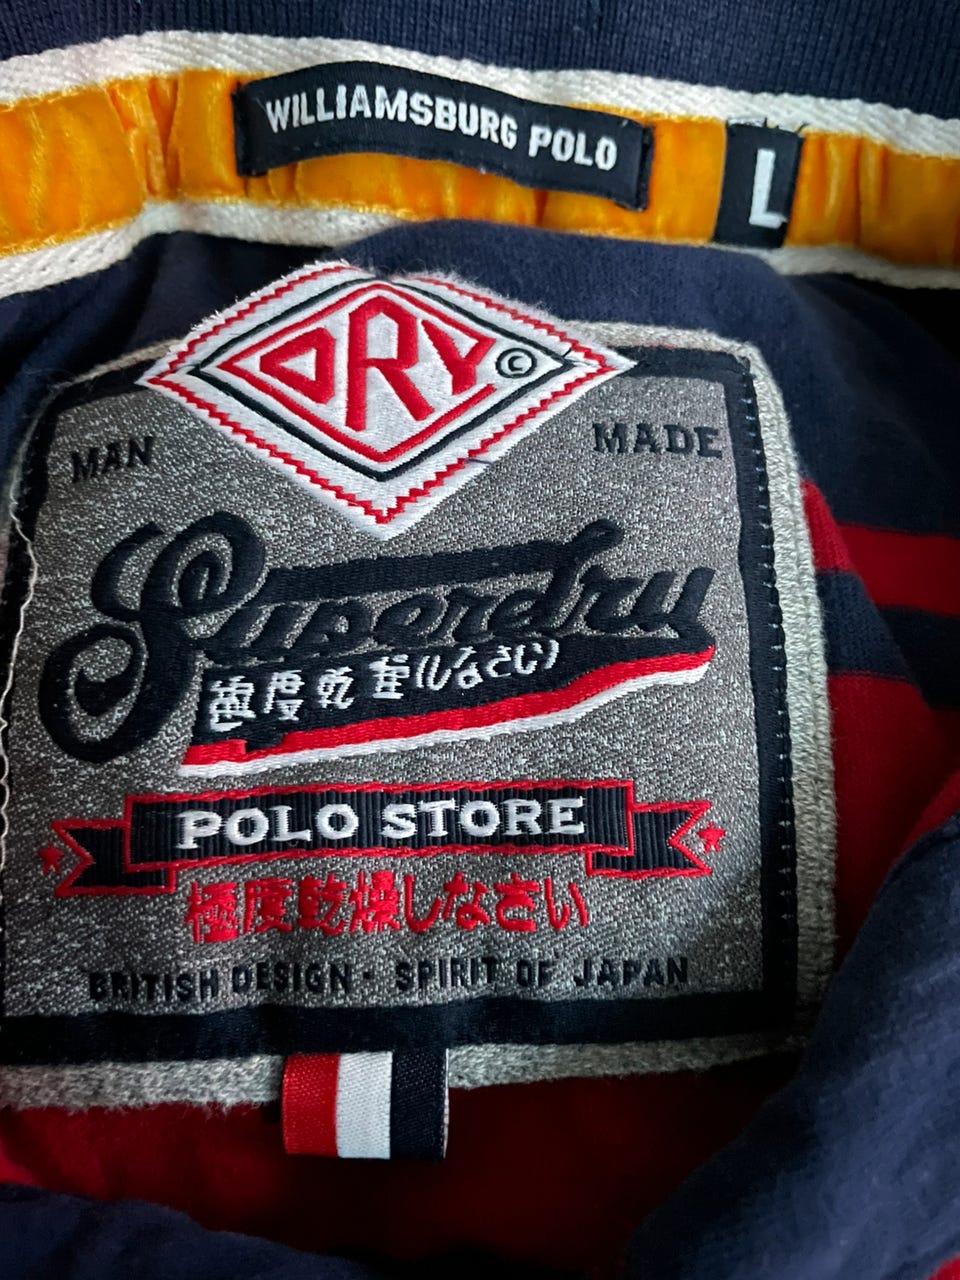 WILLIAMSBURG POLO
L
DRY ©
MAN MADE
Superdry
極度乾燥(しなさい)
POLO STORE
極度乾燥しなさい
BRITISH DESIGN · SPIRIT OF JAPAN